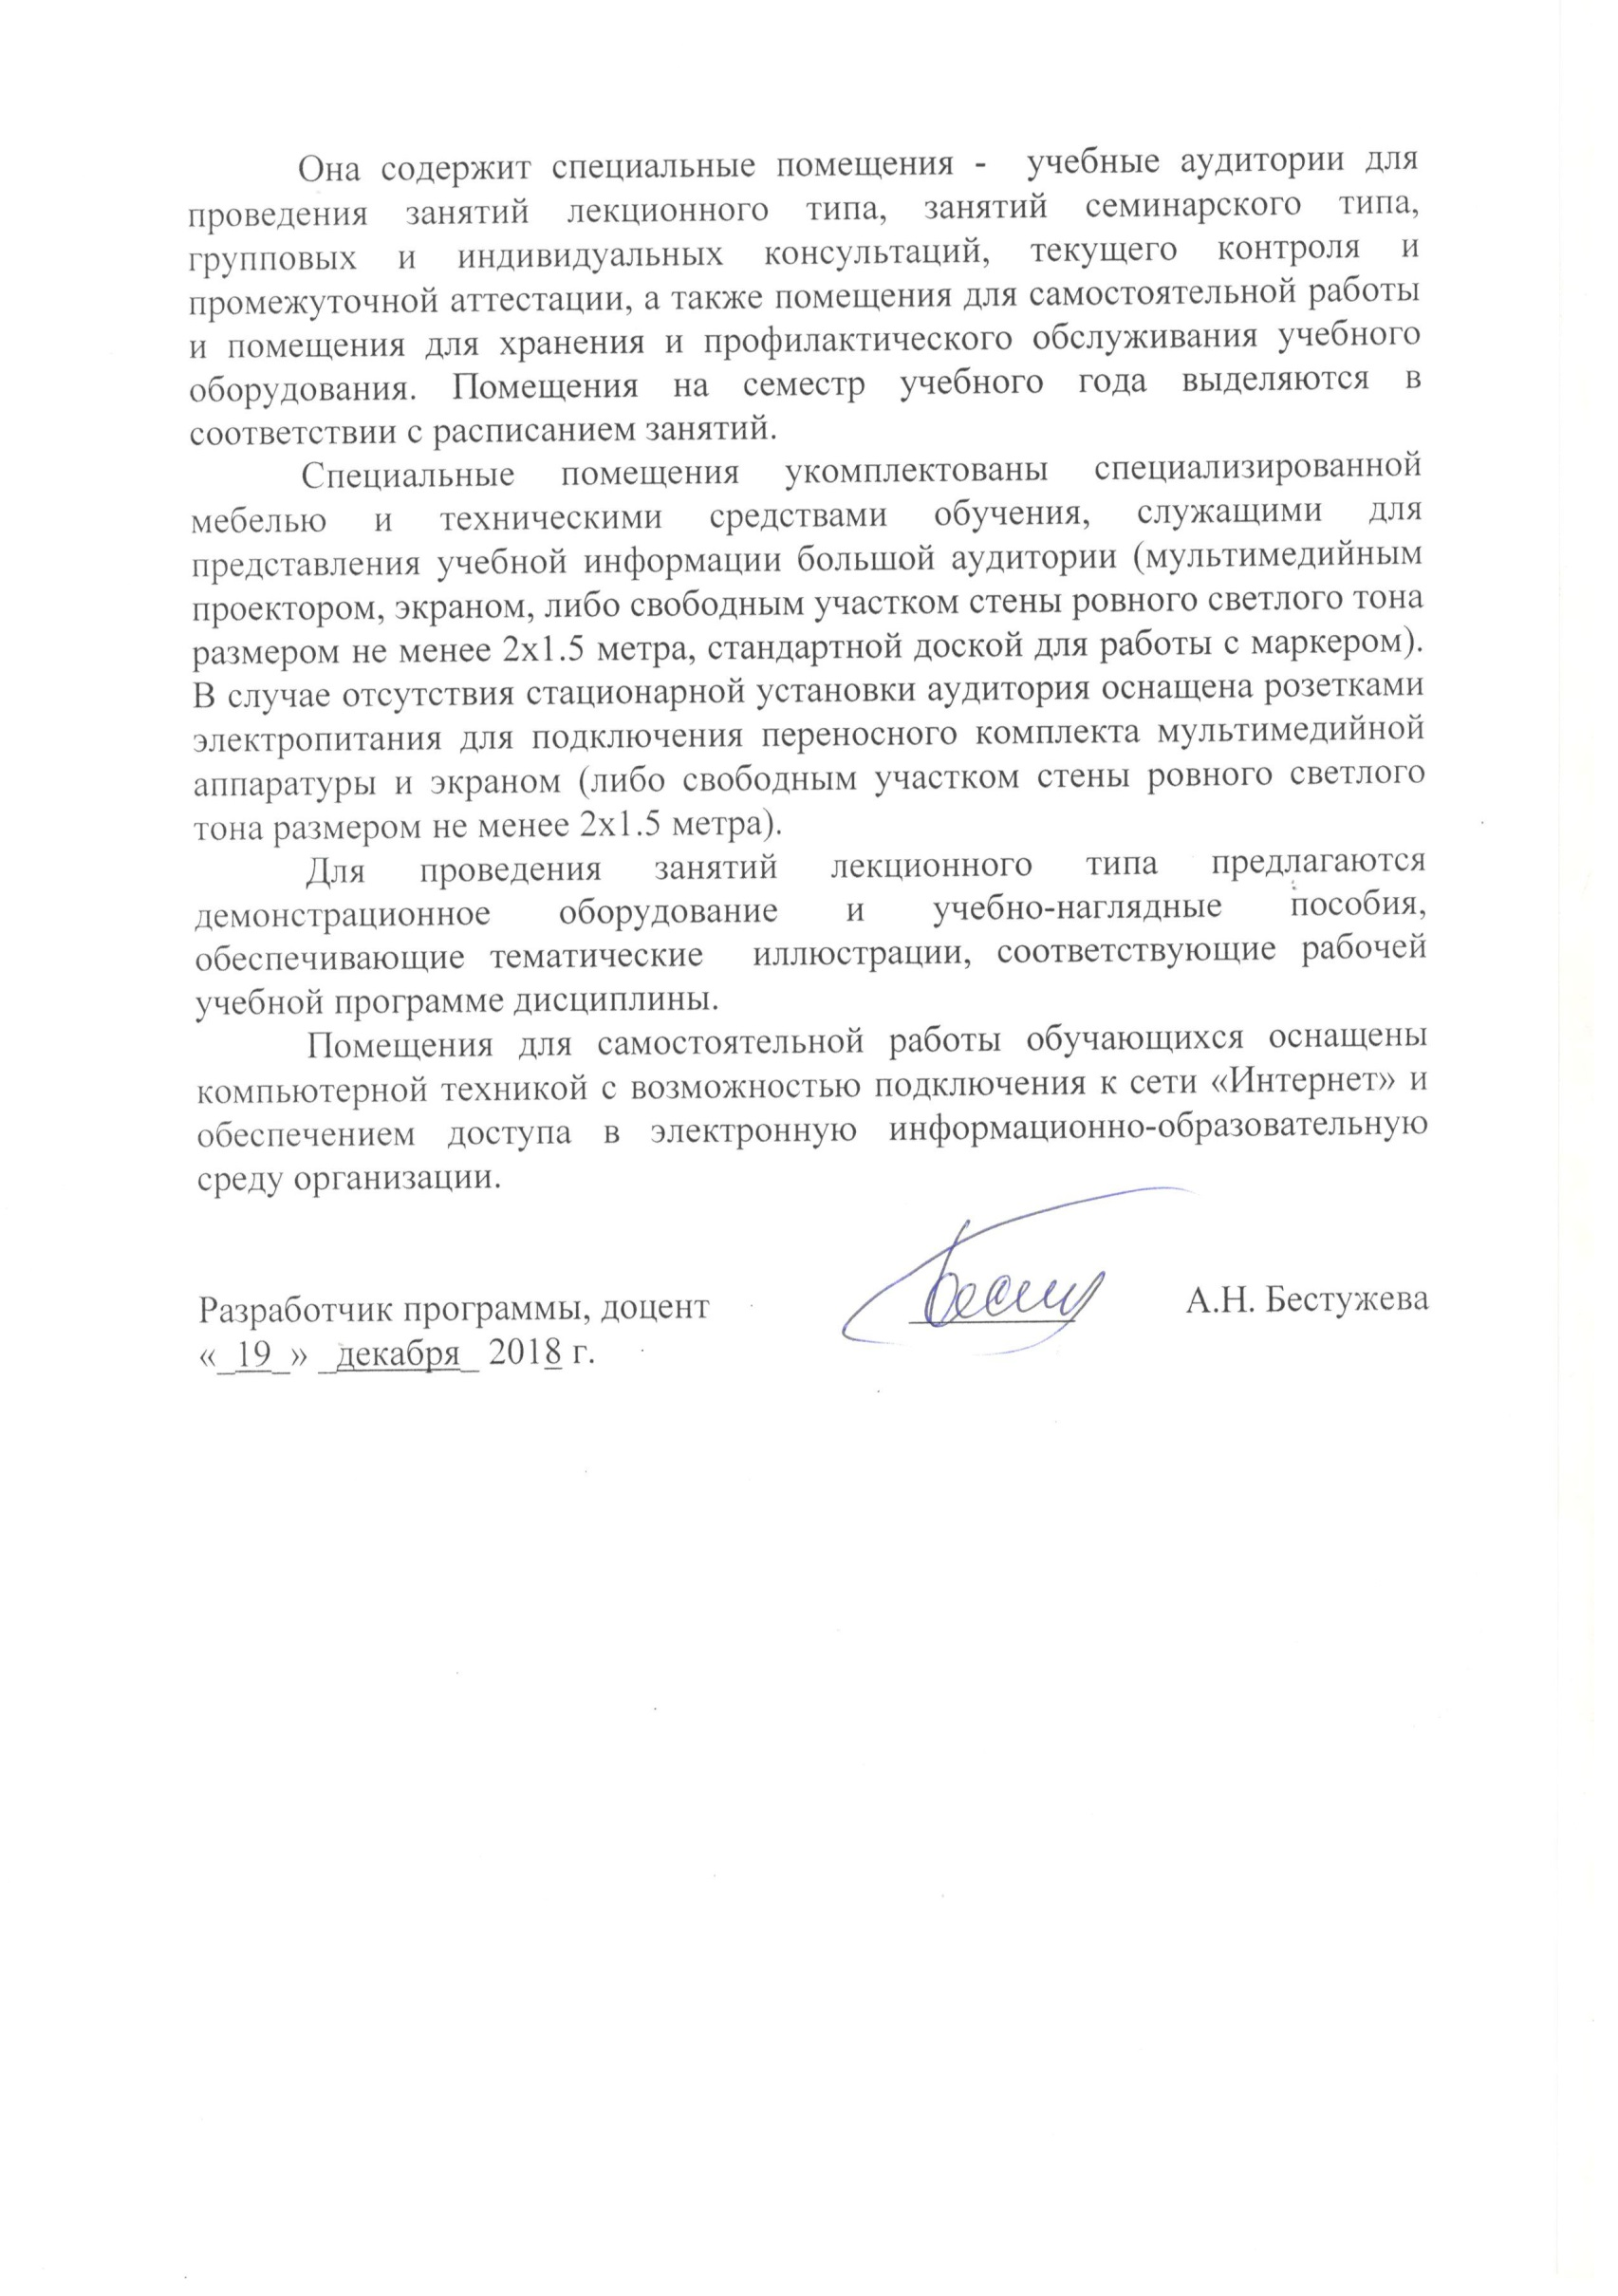 Она содержит специальные помещения - учебные аудитории для
проведения занятий лекционного типа, занятий семинарского типа,
групповых и индивидуальных консультаций, текущего контроля и
промежуточной аттестации, а также помещения для самостоятельной работы
и помещения для хранения и профилактического обслуживания учебного
оборудования. Помещения на семестр учебного года выделяются в
соответствии с расписанием занятий.
Специальные помещения укомплектованы специализированной
мебелью и техническими средствами обучения, служащими для
представления учебной информации большой аудитории (мультимедийным
проектором, экраном, либо свободным участком стены ровного светлого тона
размером не менее 2х1.5 метра, стандартной доской для работы с маркером).
В случае отсутствия стационарной установки аудитория оснащена розетками
электропитания для подключения переносного комплекта мультимедийной
аппаратуры и экраном (либо свободным участком стены ровного светлого
тона размером не менее 2х1.5 метра).
Для проведения занятий лекционного типа предлагаются
демонстрационное оборудование и учебно-наглядные пособия,
обеспечивающие тематические иллюстрации, соответствующие рабочей
учебной программе дисциплины.
Помещения для самостоятельной работы обучающихся оснащены
компьютерной техникой с возможностью подключения к сети «Интернет» и
обеспечением доступа в электронную информационно-образовательную
среду организации.
Разработчик программы, доцент А.Н. Бестужева
«_19_» _декабря_ 2018 г.